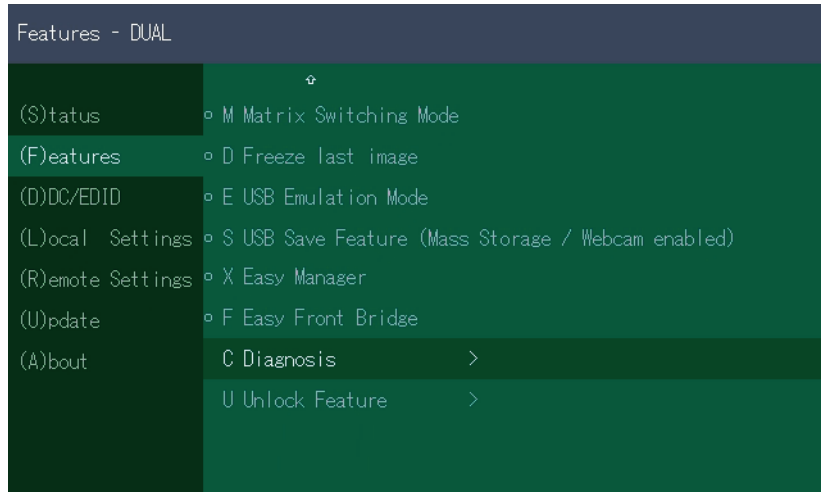 Features - DUAL
⇧
(S)tatus
M Matrix Switching Mode
(F)eatures
D Freeze last image
(D)DC/EDID
E USB Emulation Mode
(L)ocal Settings
S USB Save Feature (Mass Storage / Webcam enabled)
(R)emote Settings
X Easy Manager
(U)pdate
F Easy Front Bridge
(A)bout
C Diagnosis >
U Unlock Feature >